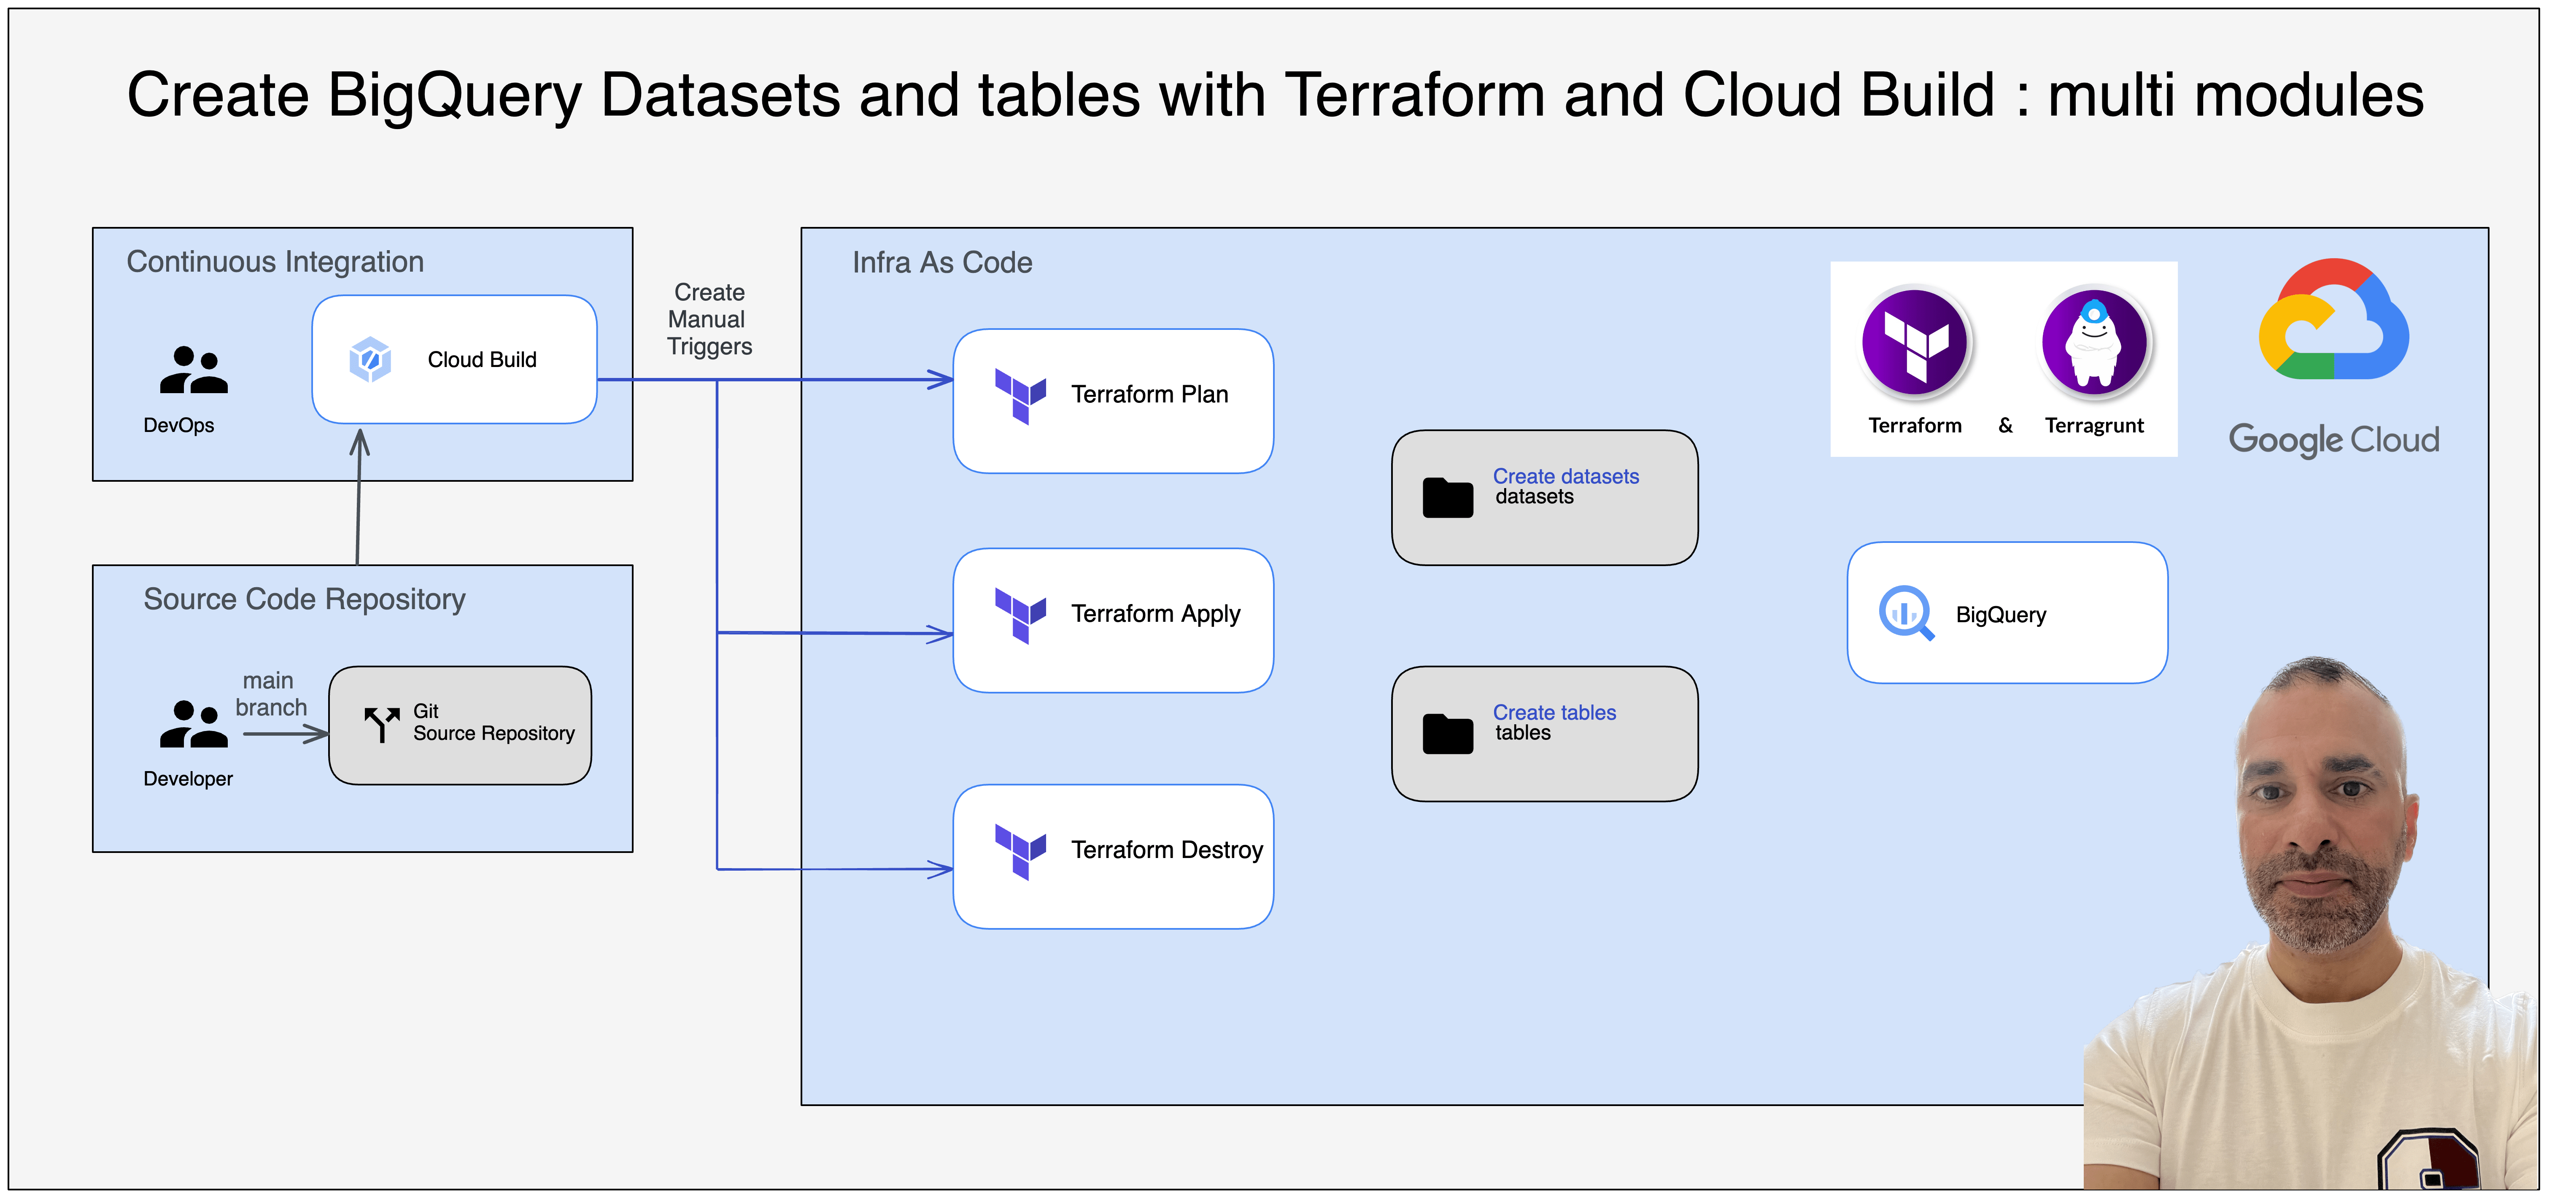 Create BigQuery Datasets and tables with Terraform and Cloud Build : multi modules
Continuous Integration
Cloud Build
DevOps
Create
Manual
Triggers
Source Code Repository
main
branch
Git
Source Repository
Developer
Infra As Code
Terraform Plan
Terraform Apply
Terraform Destroy
Create datasets
datasets
Create tables
tables
Terraform & Terragrunt
Google Cloud
BigQuery